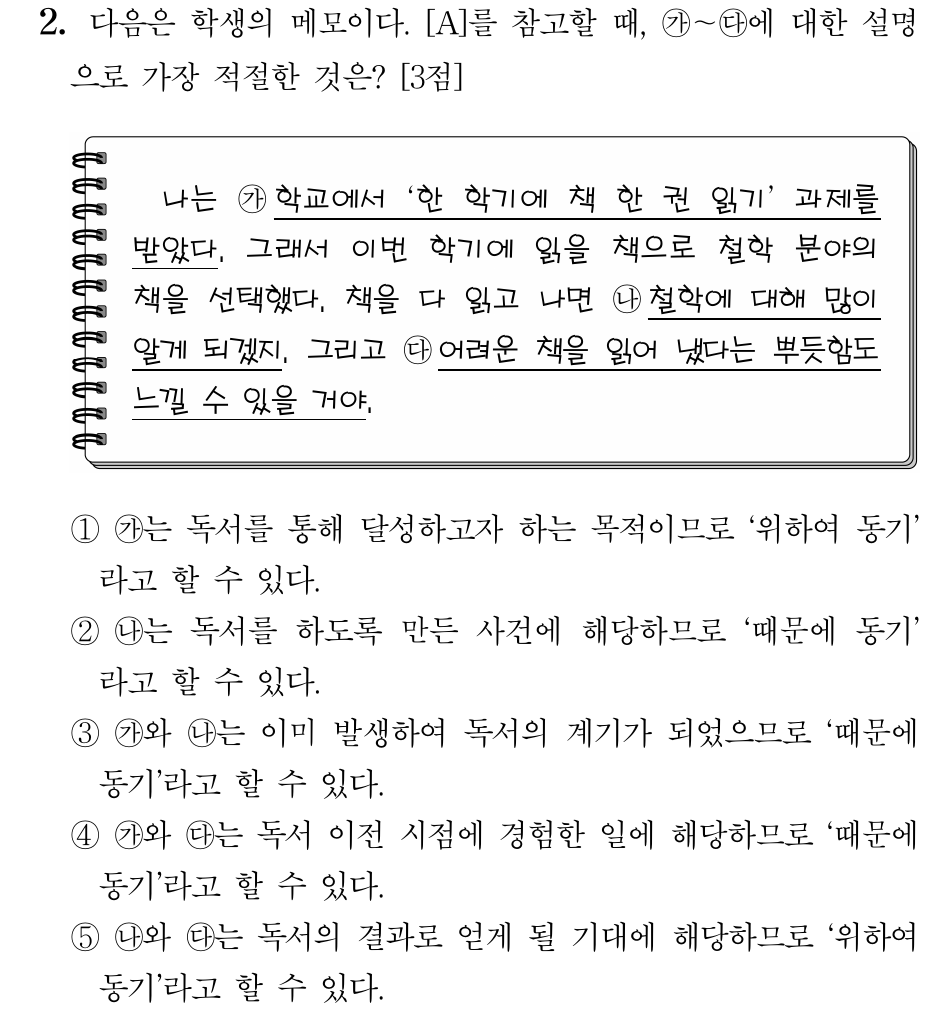 2. 다음은 학생의 메모이다. [A]를 참고할 때, ㉮～㉰에 대한 설명
으로 가장 적절한 것은? [3점]
나는 ㉮ 학교에서 ‘한 학기에 책 한 권 읽기’ 과제를
받았다. 그래서 이번 학기에 읽을 책으로 철학 분야의
책을 선택했다. 책을 다 읽고 나면 ㉯ 철학에 대해 많이
알게 되겠지. 그리고 ㉰ 어려운 책을 읽어 냈다는 뿌듯함도
느낄 수 있을 거야.
① ㉮는 독서를 통해 달성하고자 하는 목적이므로 ‘위하여 동기’
라고 할 수 있다.
② ㉯는 독서를 하도록 만든 사건에 해당하므로 ‘때문에 동기’
라고 할 수 있다.
③ ㉮와 ㉯는 이미 발생하여 독서의 계기가 되었으므로 ‘때문에
동기’라고 할 수 있다.
④ ㉮와 ㉰는 독서 이전 시점에 경험한 일에 해당하므로 ‘때문에
동기’라고 할 수 있다.
⑤ ㉯와 ㉰는 독서의 결과로 얻게 될 기대에 해당하므로 ‘위하여
동기’라고 할 수 있다.